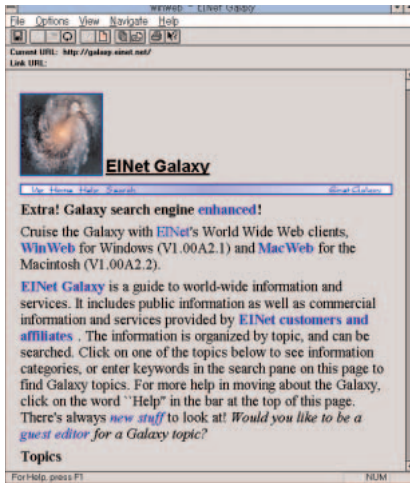 WinWeb - EINet Galaxy
File Options View Navigate Help
Current URL: http://galaxy.einet.net/
Link URL:
EINet Galaxy
Up Home Help Search EInet Galaxy
Extra! Galaxy search engine enhanced!
Cruise the Galaxy with EINet's World Wide Web clients,
WinWeb for Windows (V1.00A2.1) and MacWeb for the
Macintosh (V1.00A2.2).
EINet Galaxy is a guide to world-wide information and
services. It includes public information as well as commercial
information and services provided by EINet customers and
affiliates . The information is organized by topic, and can be
searched. Click on one of the topics below to see information
categories, or enter keywords in the search pane on this page to
find Galaxy topics. For more help in moving about the Galaxy,
click on the word ``Help" in the bar at the top of this page.
There's always new stuff to look at! Would you like to be a
guest editor for a Galaxy topic?
Topics
For Help, press F1 NUM